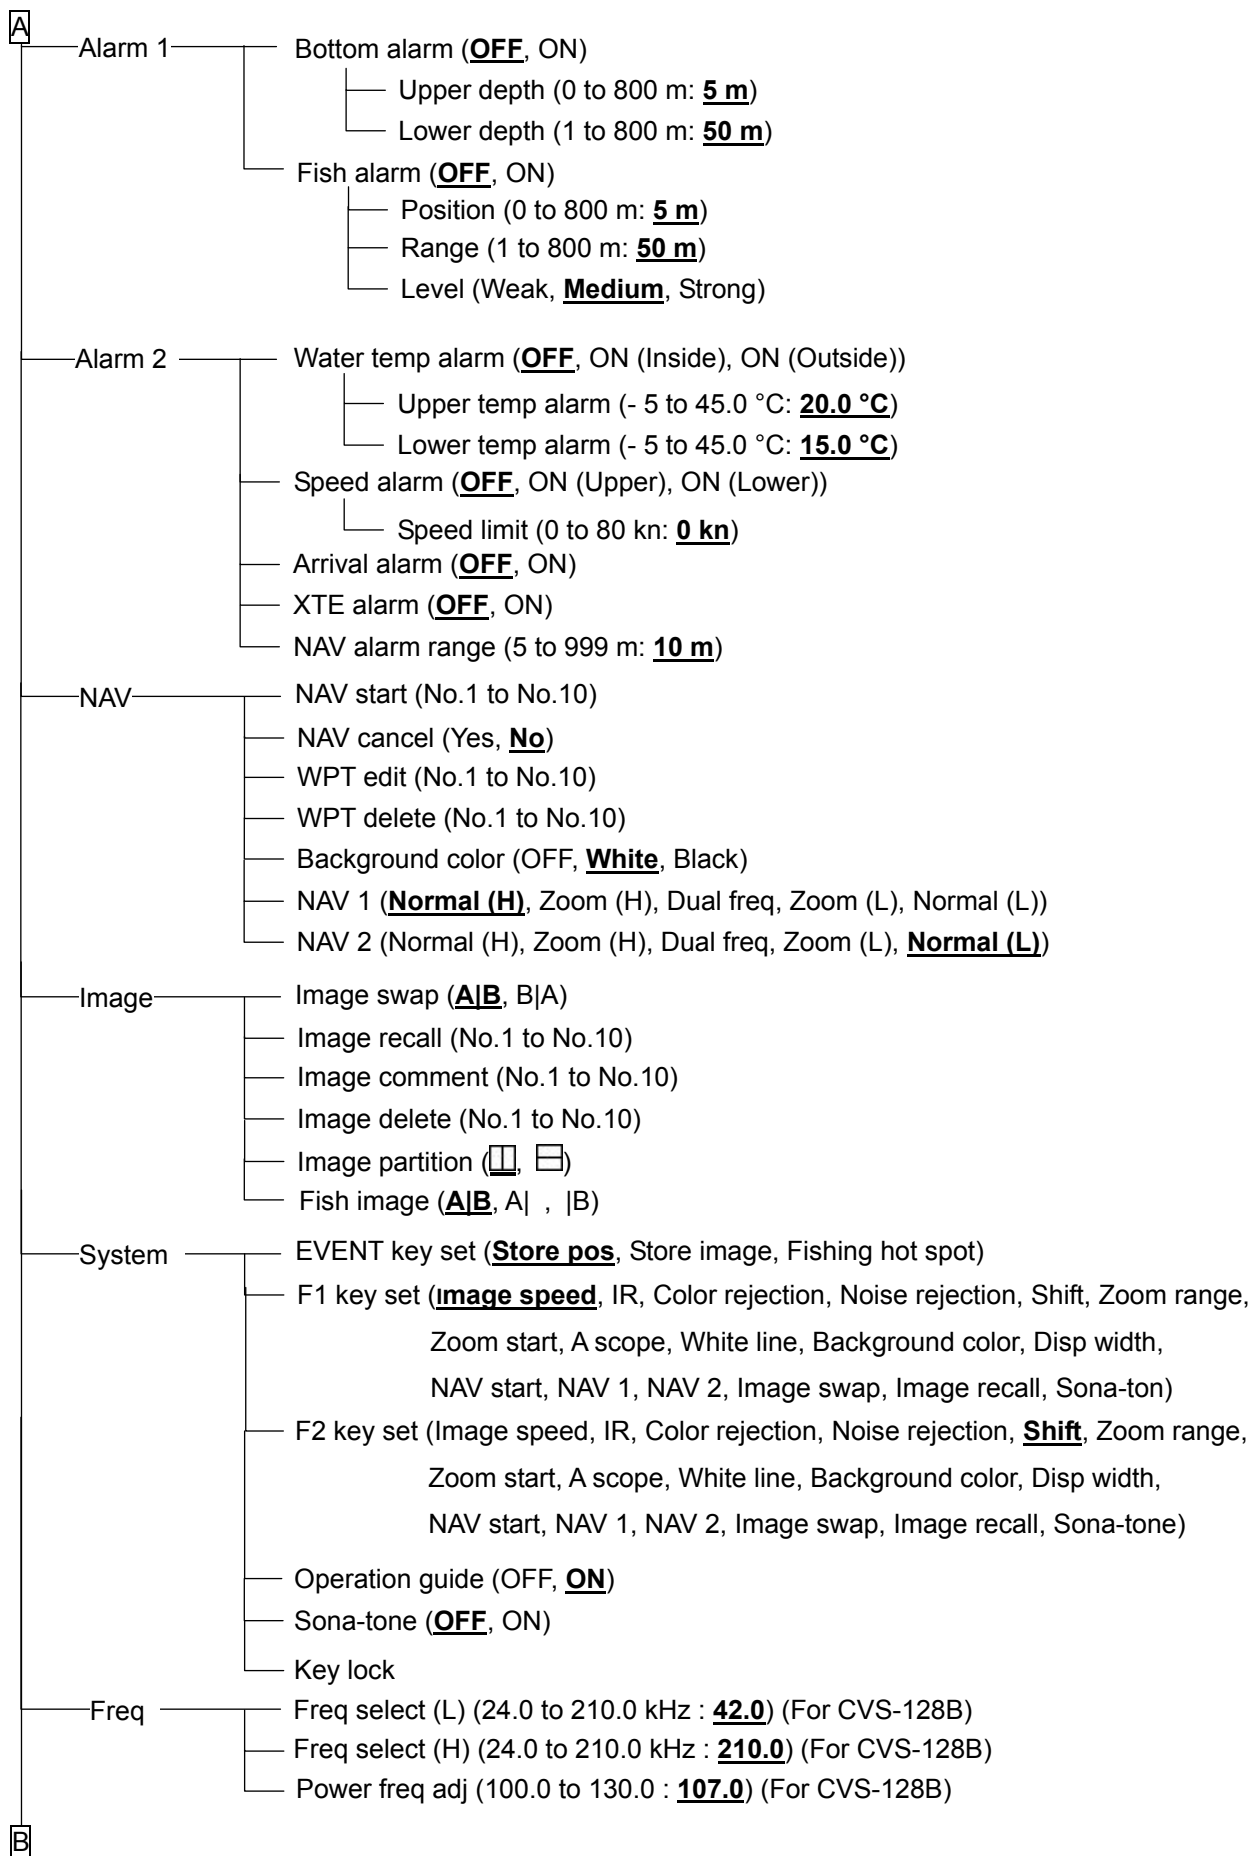 A
Alarm 1
Bottom alarm (OFF, ON)
Upper depth (0 to 800 m: 5 m)
Lower depth (1 to 800 m: 50 m)
Fish alarm (OFF, ON)
Position (0 to 800 m: 5 m)
Range (1 to 800 m: 50 m)
Level (Weak, Medium, Strong)
Alarm 2
Water temp alarm (OFF, ON (Inside), ON (Outside))
Upper temp alarm (- 5 to 45.0 °C: 20.0 °C)
Lower temp alarm (- 5 to 45.0 °C: 15.0 °C)
Speed alarm (OFF, ON (Upper), ON (Lower))
Speed limit (0 to 80 kn: 0 kn)
Arrival alarm (OFF, ON)
XTE alarm (OFF, ON)
NAV alarm range (5 to 999 m: 10 m)
NAV
NAV start (No.1 to No.10)
NAV cancel (Yes, No)
WPT edit (No.1 to No.10)
WPT delete (No.1 to No.10)
Background color (OFF, White, Black)
NAV 1 (Normal (H), Zoom (H), Dual freq, Zoom (L), Normal (L))
NAV 2 (Normal (H), Zoom (H), Dual freq, Zoom (L), Normal (L))
Image
Image swap (A|B, B|A)
Image recall (No.1 to No.10)
Image comment (No.1 to No.10)
Image delete (No.1 to No.10)
Image partition (, )
Fish image (A|B, A| , |B)
System
EVENT key set (Store pos, Store image, Fishing hot spot)
F1 key set (Image speed, IR, Color rejection, Noise rejection, Shift, Zoom range,
Zoom start, A scope, White line, Background color, Disp width,
NAV start, NAV 1, NAV 2, Image swap, Image recall, Sona-ton)
F2 key set (Image speed, IR, Color rejection, Noise rejection, Shift, Zoom range,
Zoom start, A scope, White line, Background color, Disp width,
NAV start, NAV 1, NAV 2, Image swap, Image recall, Sona-tone)
Operation guide (OFF, ON)
Sona-tone (OFF, ON)
Key lock
Freq
Freq select (L) (24.0 to 210.0 kHz : 42.0) (For CVS-128B)
Freq select (H) (24.0 to 210.0 kHz : 210.0) (For CVS-128B)
Power freq adj (100.0 to 130.0 : 107.0) (For CVS-128B)
B